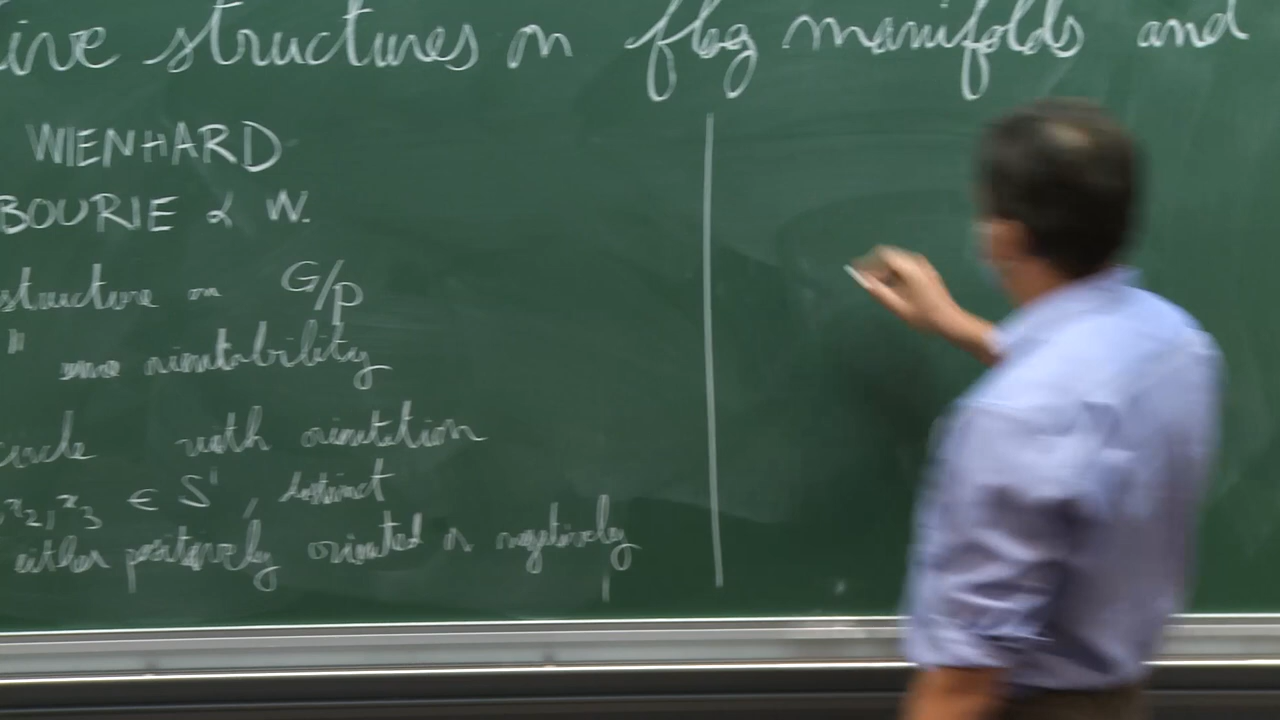 ive structures on flag manifolds and
WIENHARD
BOURIE & W.
structure on G/P
" orientability
circle with orientation
x2, x3 ∈ S¹, distinct
either positively oriented or negatively